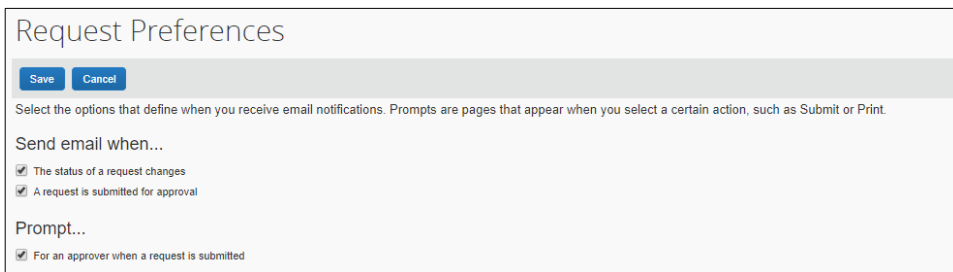 Request Preferences
Save Cancel
Select the options that define when you receive email notifications. Prompts are pages that appear when you select a certain action, such as Submit or Print.
Send email when...
The status of a request changes
A request is submitted for approval
Prompt...
For an approver when a request is submitted